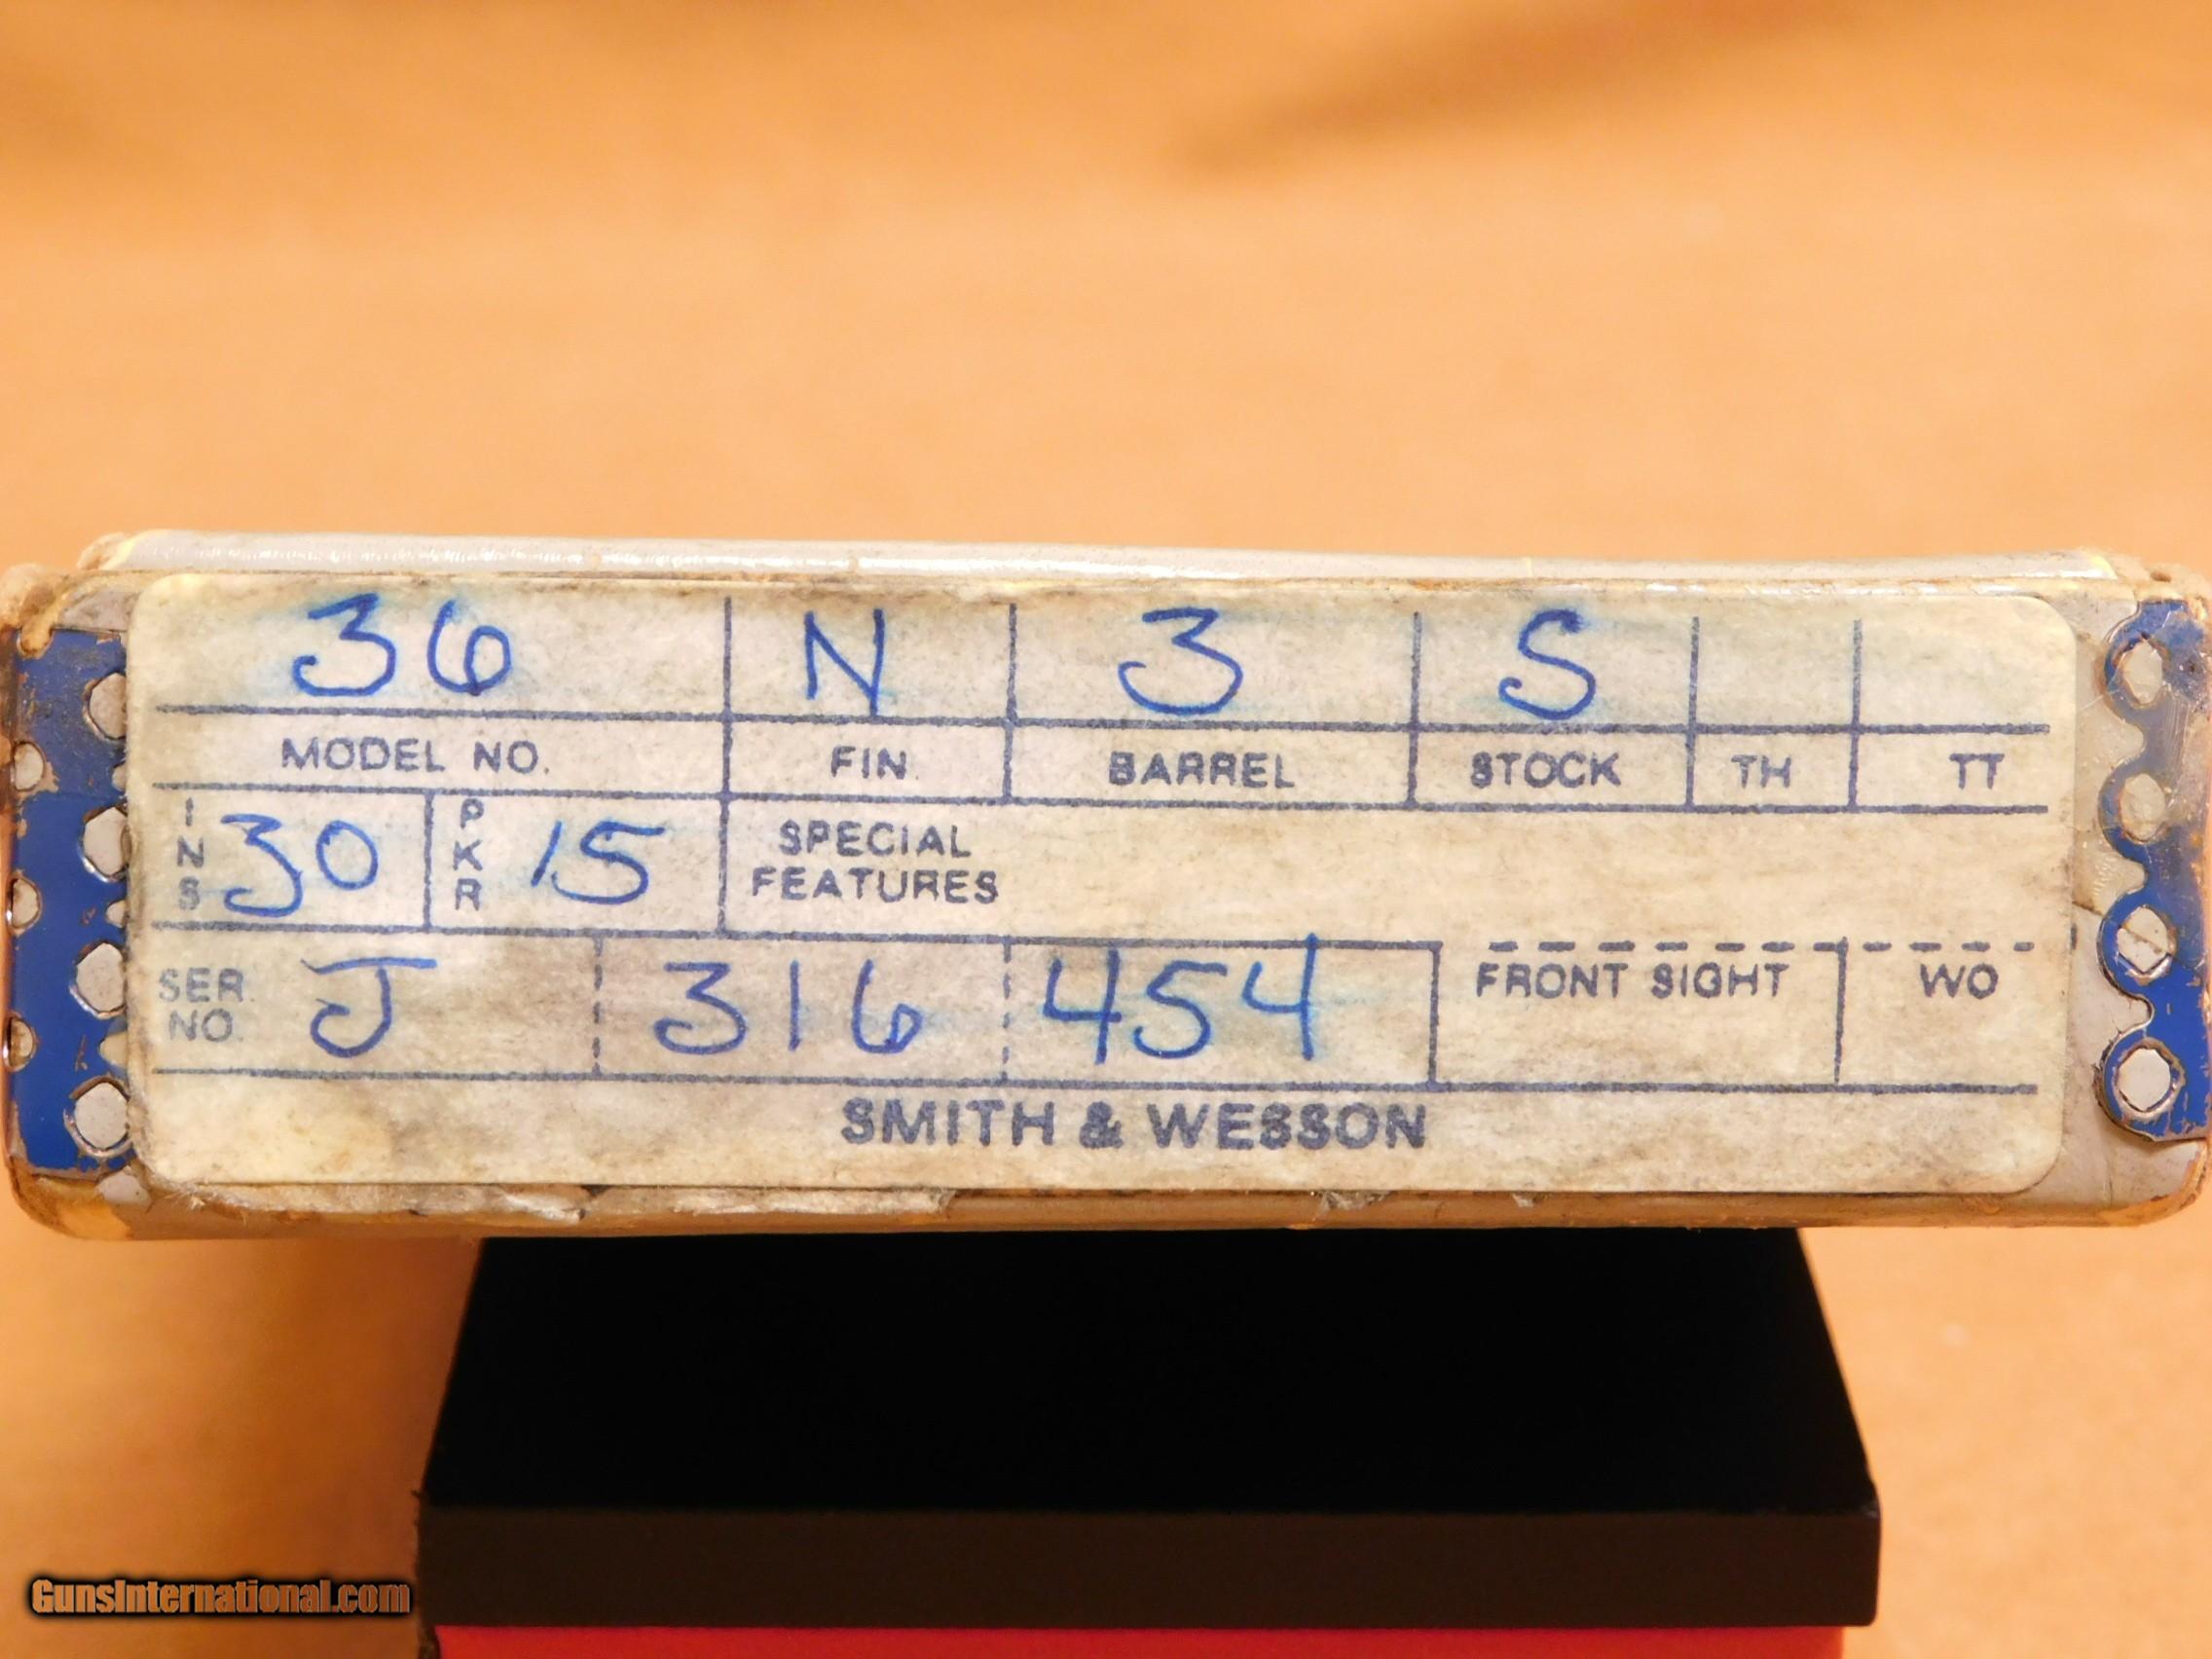 36 N 3 S
MODEL NO. FIN. BARREL STOCK TH TT
INS 30 PKR 15 SPECIAL
FEATURES
SER. NO. J 316 454 FRONT SIGHT WO
SMITH & WESSON
GunsInternational.com